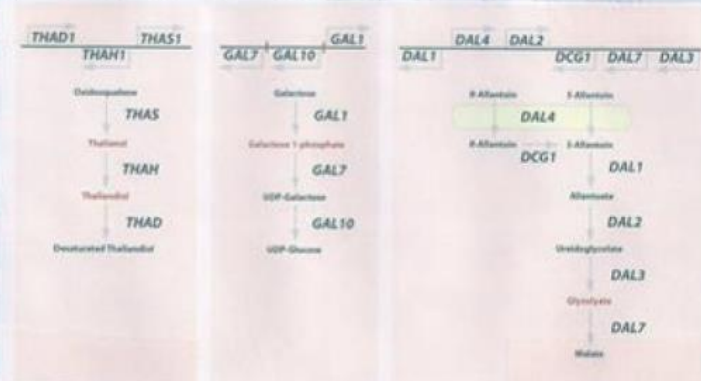 THAD1 THAS1
THAH1
Oxidosqualene
THAS
Thalianol
THAH
Thaliandiol
THAD
Desaturated Thaliandiol
GAL1
GAL7 GAL10
Galactose
GAL1
Galactose 1-phosphate
GAL7
UDP-Galactose
GAL10
UDP-Glucose
DAL4 DAL2
DAL1 DCG1 DAL7 DAL3
R-Allantoin S-Allantoin
DAL4
R-Allantoin S-Allantoin
DCG1
DAL1
Allantoate
DAL2
Ureidoglycolate
DAL3
Glyoxylate
DAL7
Malate